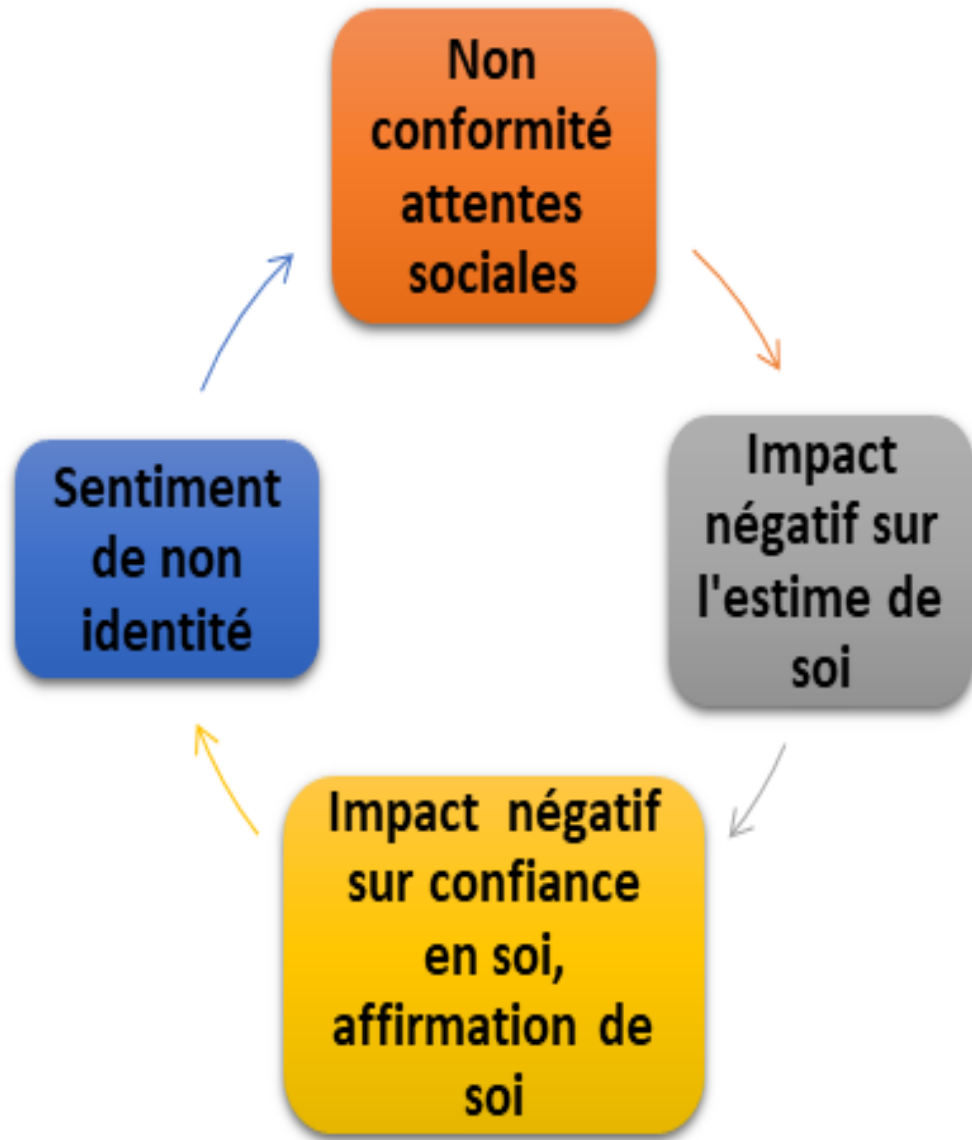 Non
conformité
attentes
sociales
Impact
négatif sur
l'estime de
soi
Impact négatif
sur confiance
en soi,
affirmation de
soi
Sentiment
de non
identité